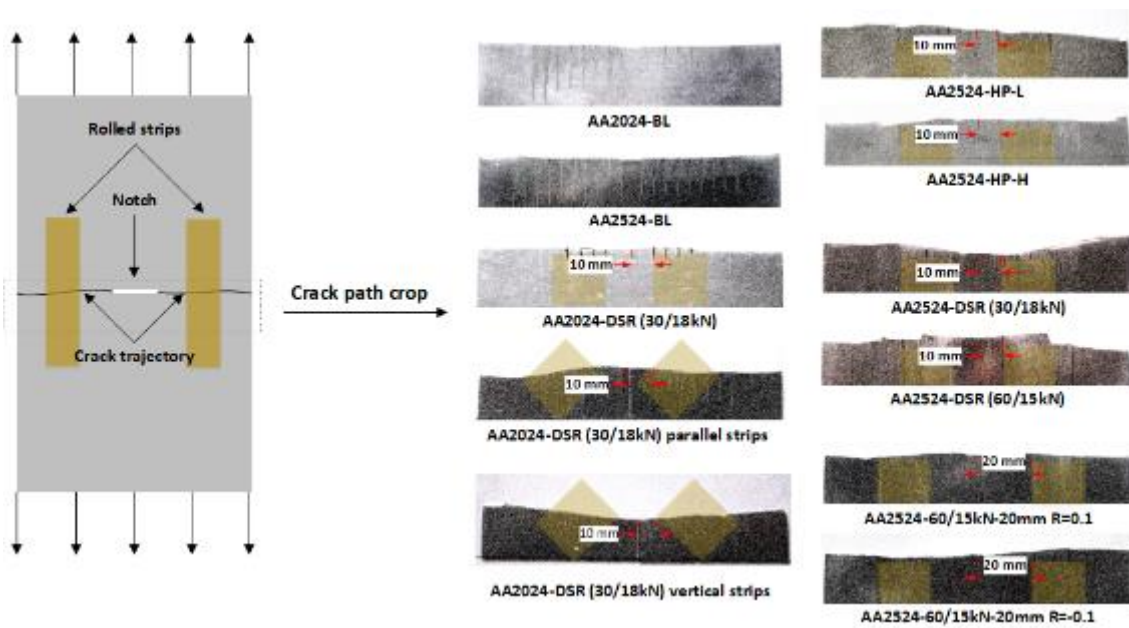 Rolled strips
Notch
Crack trajectory
Crack path crop
AA2024-BL
AA2524-BL
10 mm
AA2024-DSR (30/18kN)
10 mm
AA2024-DSR (30/18kN) parallel strips
10 mm
AA2024-DSR (30/18kN) vertical strips
10 mm
AA2524-HP-L
10 mm
AA2524-HP-H
10 mm
AA2524-DSR (30/18kN)
10 mm
AA2524-DSR (60/15kN)
20 mm
AA2524-60/15kN-20mm R=0.1
20 mm
AA2524-60/15kN-20mm R=-0.1